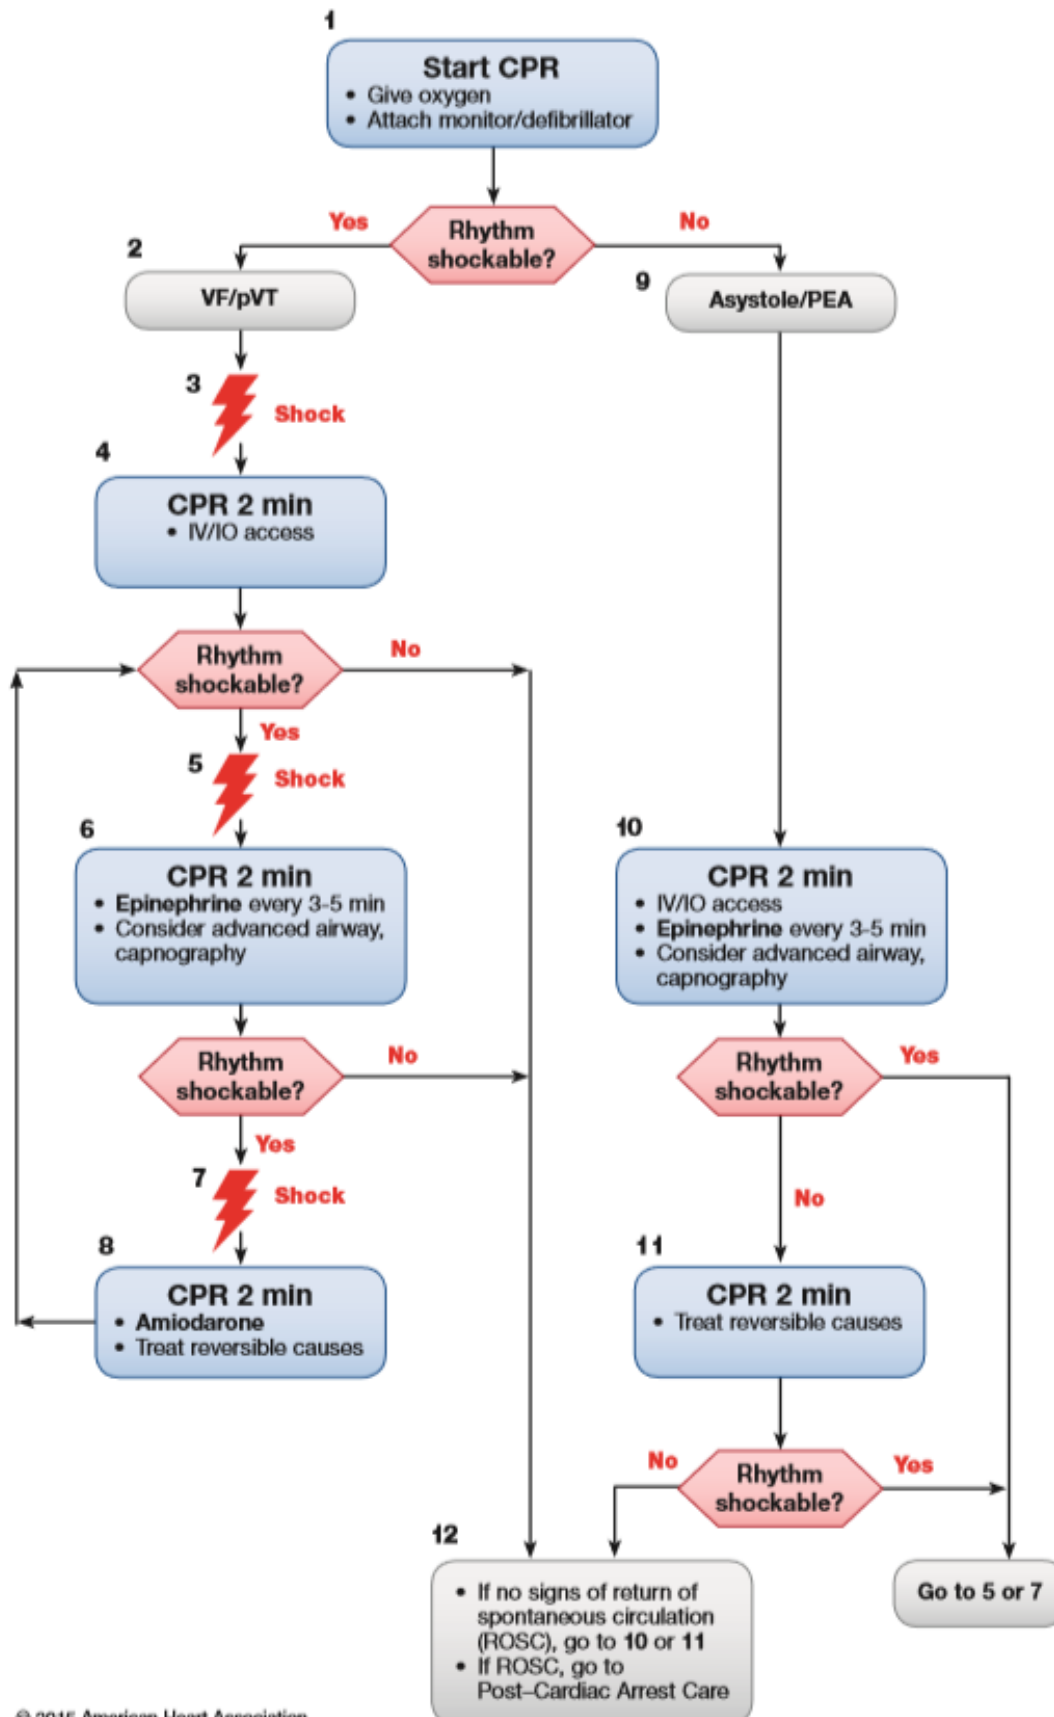 1
Start CPR
• Give oxygen
• Attach monitor/defibrillator
Rhythm
shockable?
Yes
No
2
VF/pVT
9
Asystole/PEA
3
Shock
4
CPR 2 min
• IV/IO access
Rhythm
shockable?
No
Yes
5
Shock
6
CPR 2 min
• Epinephrine every 3-5 min
• Consider advanced airway,
capnography
10
CPR 2 min
• IV/IO access
• Epinephrine every 3-5 min
• Consider advanced airway,
capnography
Rhythm
shockable?
No
Yes
Rhythm
shockable?
Yes
No
7
Shock
8
CPR 2 min
• Amiodarone
• Treat reversible causes
11
CPR 2 min
• Treat reversible causes
Rhythm
shockable?
No
Yes
12
• If no signs of return of
spontaneous circulation
(ROSC), go to 10 or 11
• If ROSC, go to
Post–Cardiac Arrest Care
Go to 5 or 7
© 2015 American Heart Association